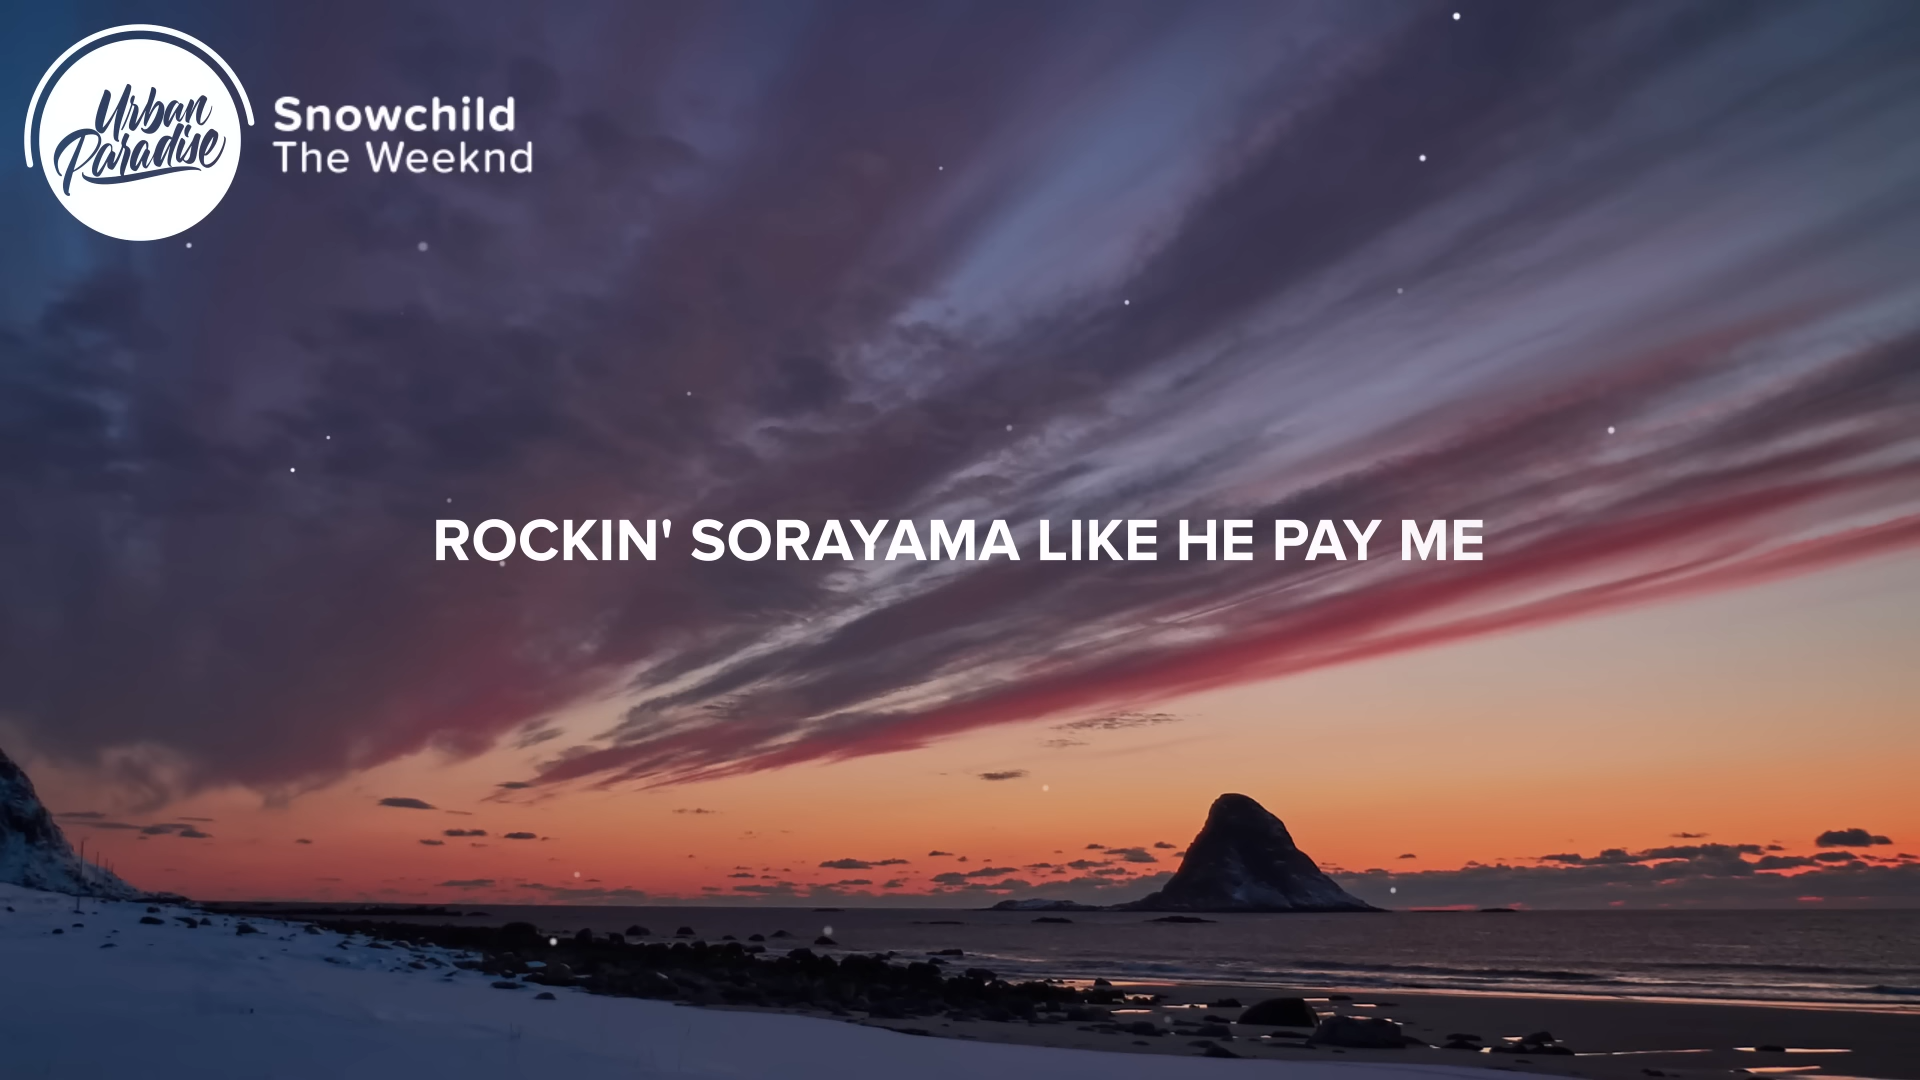 Urban
Paradise
Snowchild
The Weeknd
ROCKIN' SORAYAMA LIKE HE PAY ME